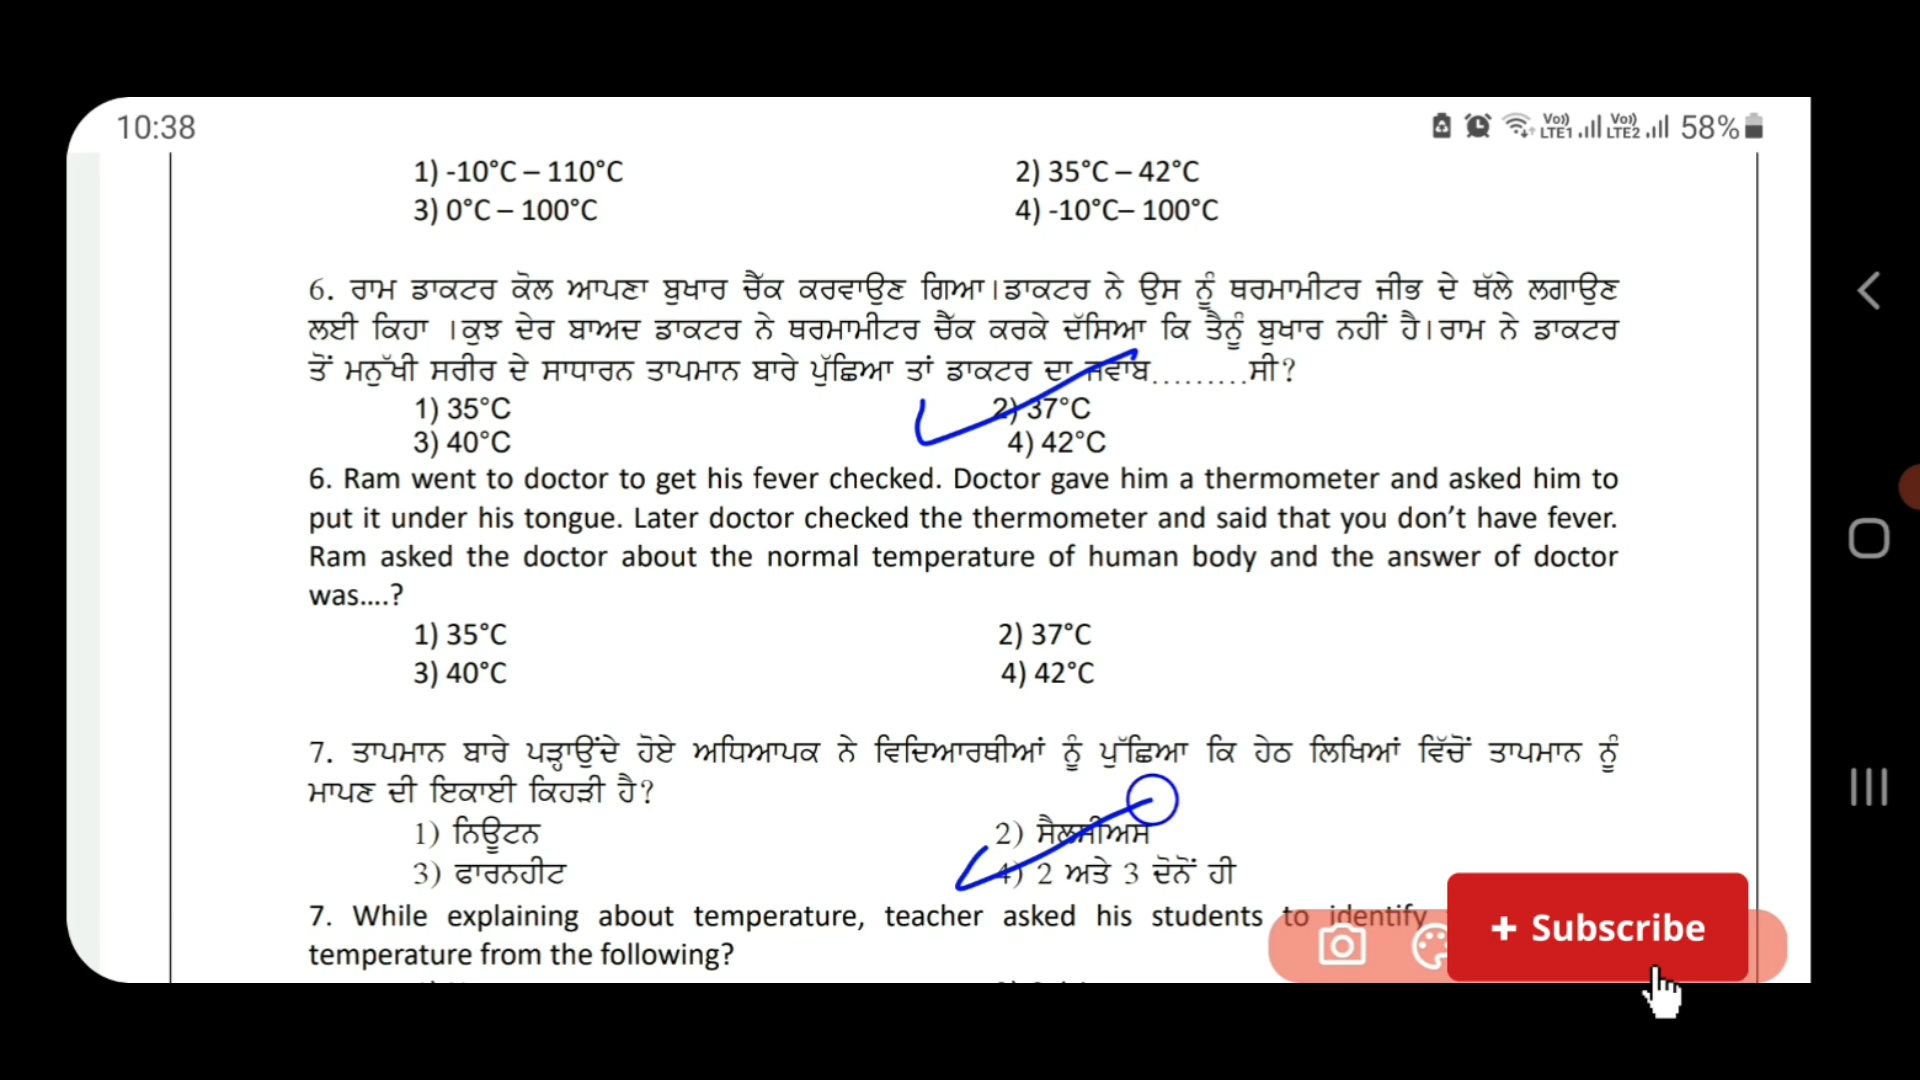 10:38
Vo)) LTE1 Vo)) LTE2 58%
1) -10°C – 110°C 2) 35°C – 42°C
3) 0°C – 100°C 4) -10°C– 100°C
6. ਰਾਮ ਡਾਕਟਰ ਕੋਲ ਆਪਣਾ ਬੁਖਾਰ ਚੈੱਕ ਕਰਵਾਉਣ ਗਿਆ।ਡਾਕਟਰ ਨੇ ਉਸ ਨੂੰ ਥਰਮਾਮੀਟਰ ਜੀਭ ਦੇ ਥੱਲੇ ਲਗਾਉਣ
ਲਈ ਕਿਹਾ ।ਕੁਝ ਦੇਰ ਬਾਅਦ ਡਾਕਟਰ ਨੇ ਥਰਮਾਮੀਟਰ ਚੈੱਕ ਕਰਕੇ ਦੱਸਿਆ ਕਿ ਤੈਨੂੰ ਬੁਖਾਰ ਨਹੀਂ ਹੈ।ਰਾਮ ਨੇ ਡਾਕਟਰ
ਤੋਂ ਮਨੁੱਖੀ ਸਰੀਰ ਦੇ ਸਾਧਾਰਨ ਤਾਪਮਾਨ ਬਾਰੇ ਪੁੱਛਿਆ ਤਾਂ ਡਾਕਟਰ ਦਾ ਜਵਾਬ.........ਸੀ?
1) 35°C 2) 37°C
3) 40°C 4) 42°C
6. Ram went to doctor to get his fever checked. Doctor gave him a thermometer and asked him to
put it under his tongue. Later doctor checked the thermometer and said that you don’t have fever.
Ram asked the doctor about the normal temperature of human body and the answer of doctor
was....?
1) 35°C 2) 37°C
3) 40°C 4) 42°C
7. ਤਾਪਮਾਨ ਬਾਰੇ ਪੜ੍ਹਾਉਂਦੇ ਹੋਏ ਅਧਿਆਪਕ ਨੇ ਵਿਦਿਆਰਥੀਆਂ ਨੂੰ ਪੁੱਛਿਆ ਕਿ ਹੇਠ ਲਿਖਿਆਂ ਵਿੱਚੋਂ ਤਾਪਮਾਨ ਨੂੰ
ਮਾਪਣ ਦੀ ਇਕਾਈ ਕਿਹੜੀ ਹੈ?
1) ਨਿਊਟਨ 2) ਸੈਲਸੀਅਸ
3) ਫਾਰਨਹੀਟ 4) 2 ਅਤੇ 3 ਦੋਨੋਂ ਹੀ
7. While explaining about temperature, teacher asked his students to identify
temperature from the following?
+ Subscribe